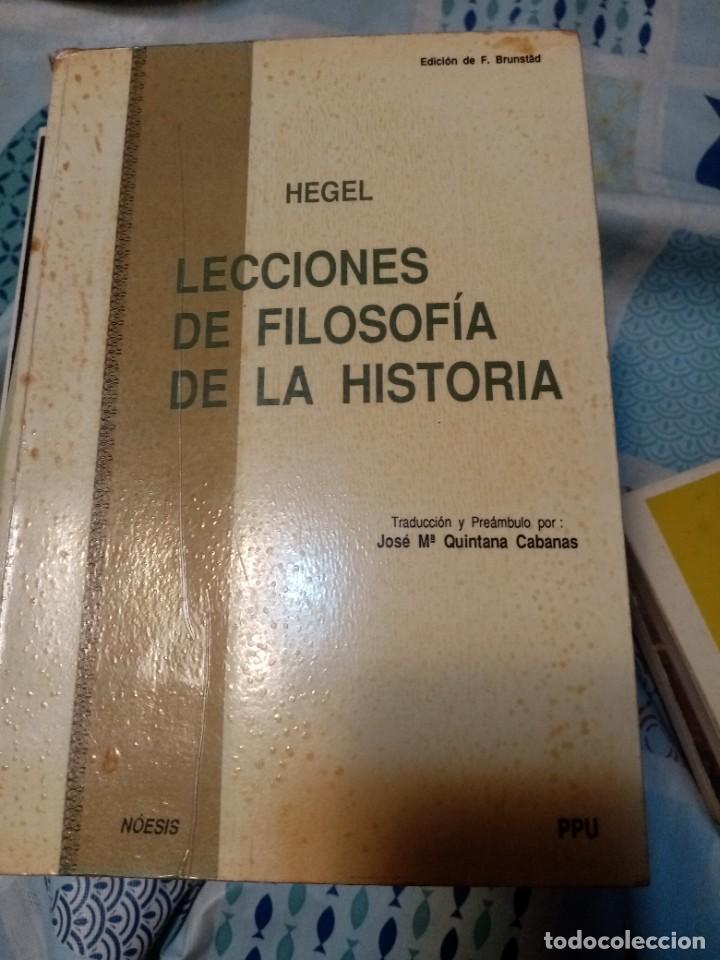 Edición de F. Brunstäd
HEGEL
LECCIONES
DE FILOSOFÍA
DE LA HISTORIA
Traducción y Preámbulo por :
José Mª Quintana Cabanas
NÓESIS
PPU
todocoleccion